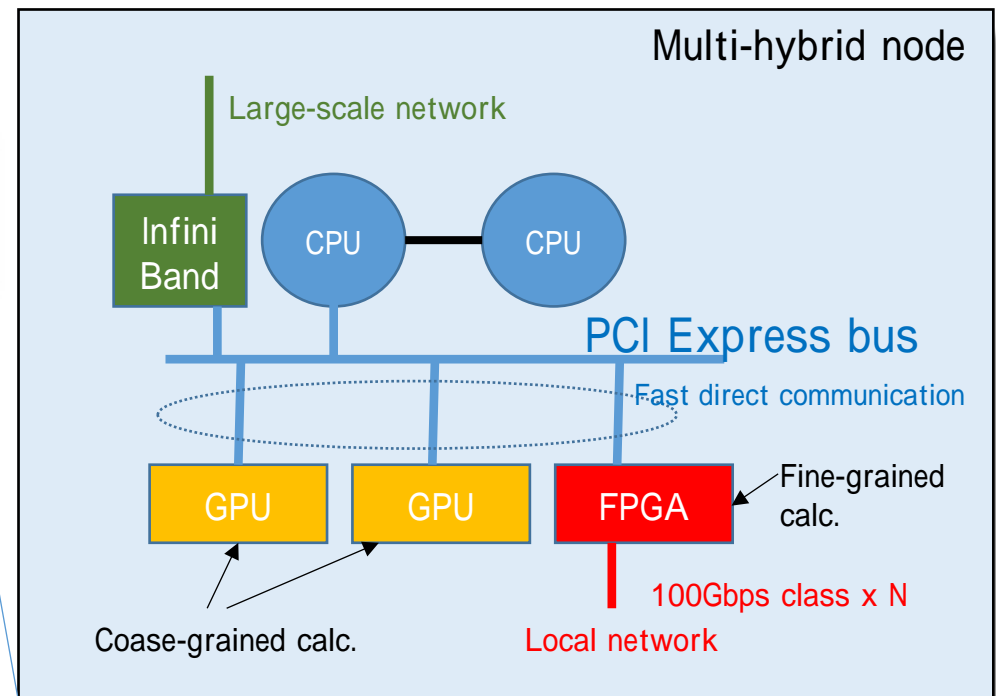 Multi-hybrid node
Large-scale network
Infini
Band
CPU
CPU
PCI Express bus
Fast direct communication
GPU
GPU
FPGA
Fine-grained
calc.
100Gbps class x N
Coase-grained calc.
Local network